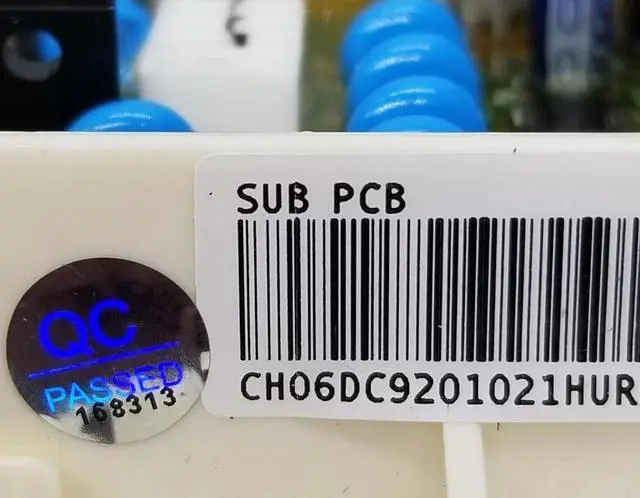 SUB PCB
CH06DC9201021HUR
QC
PASSED
168313